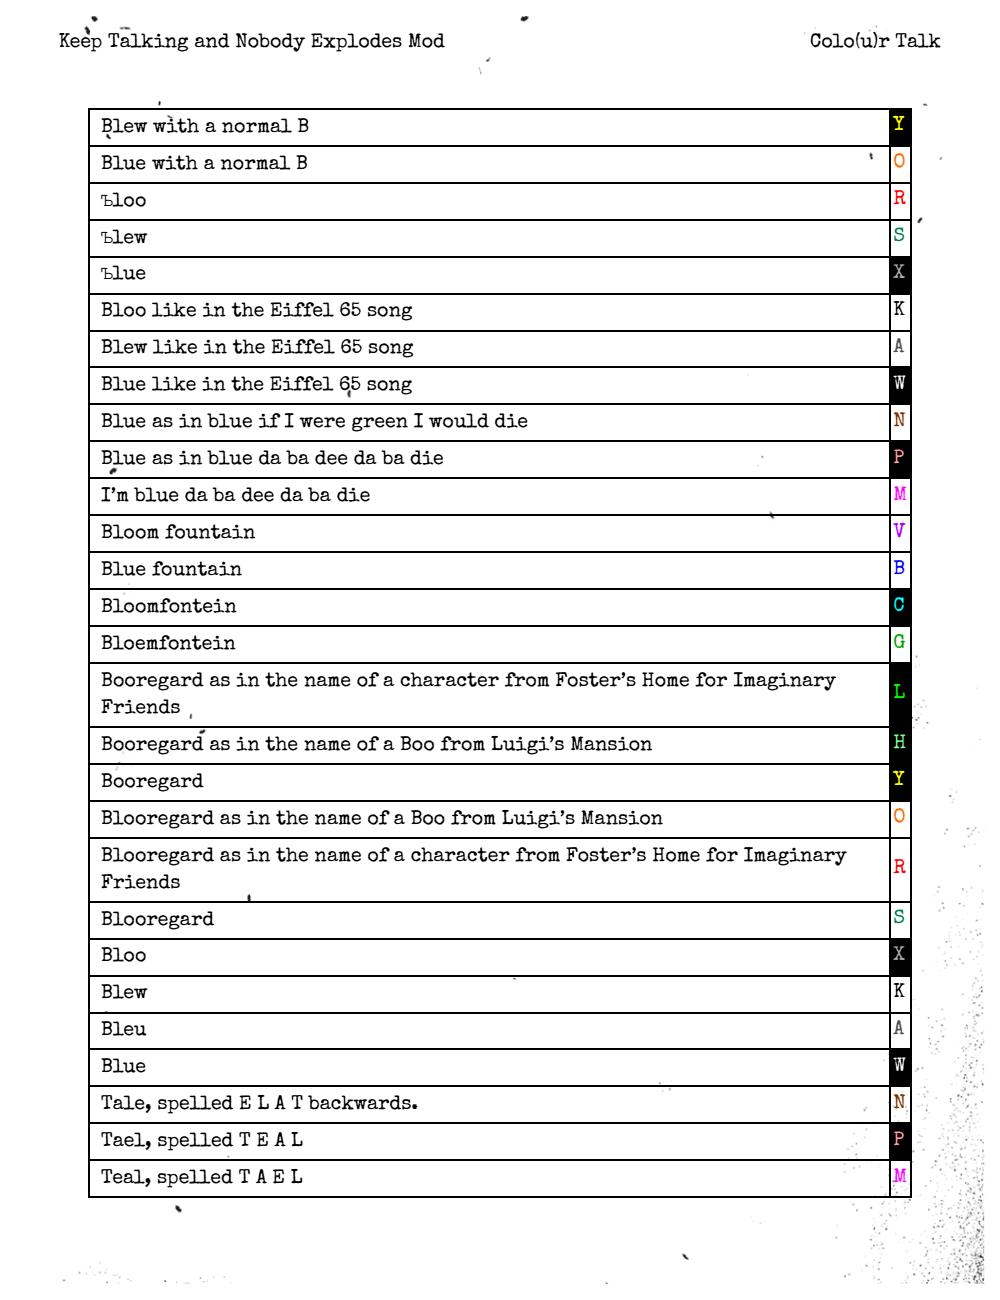 Keep Talking and Nobody Explodes Mod Colo(u)r Talk
Blew with a normal B Y
Blue with a normal B O
Ъloo R
Ъlew S
Ъlue X
Bloo like in the Eiffel 65 song K
Blew like in the Eiffel 65 song A
Blue like in the Eiffel 65 song W
Blue as in blue if I were green I would die N
Blue as in blue da ba dee da ba die P
I'm blue da ba dee da ba die M
Bloom fountain V
Blue fountain B
Bloomfontein C
Bloemfontein G
Booregard as in the name of a character from Foster's Home for Imaginary
Friends L
Booregard as in the name of a Boo from Luigi's Mansion H
Booregard Y
Blooregard as in the name of a Boo from Luigi's Mansion O
Blooregard as in the name of a character from Foster's Home for Imaginary
Friends R
Blooregard S
Bloo X
Blew K
Bleu A
Blue W
Tale, spelled E L A T backwards. N
Tael, spelled T E A L P
Teal, spelled T A E L M